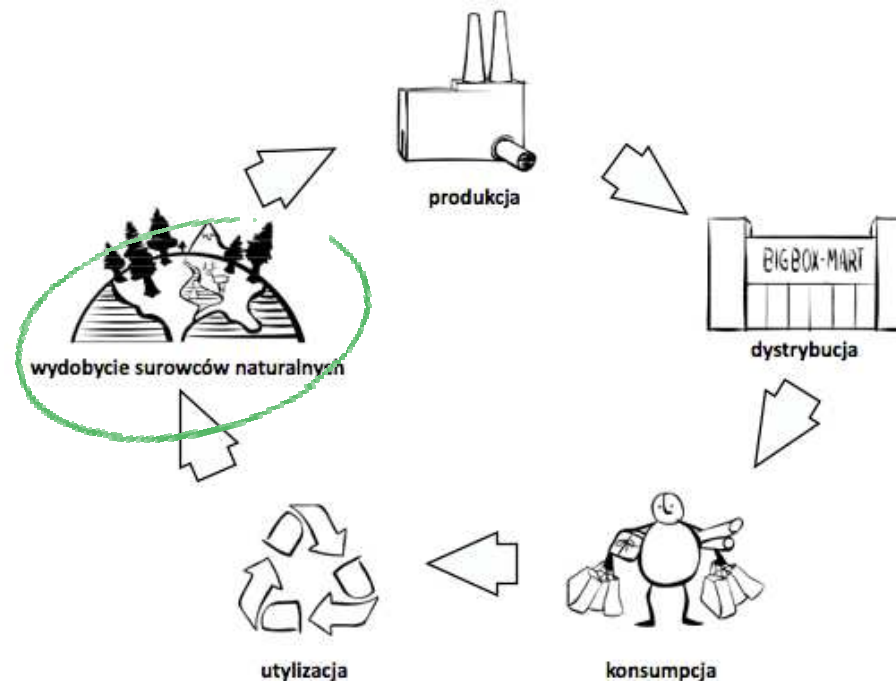 produkcja
BIGBOX-MART
dystrybucja
wydobycie surowców naturalnych
utylizacja
konsumpcja